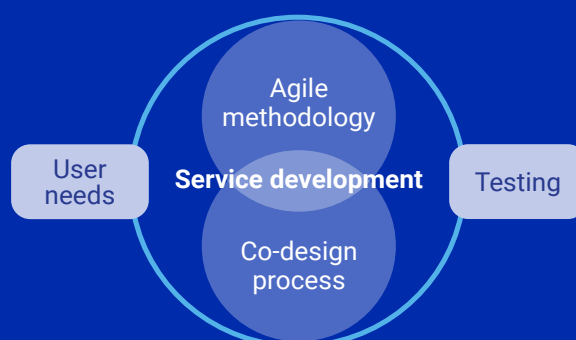 Agile
methodology
User
needs
Service development
Testing
Co-design
process